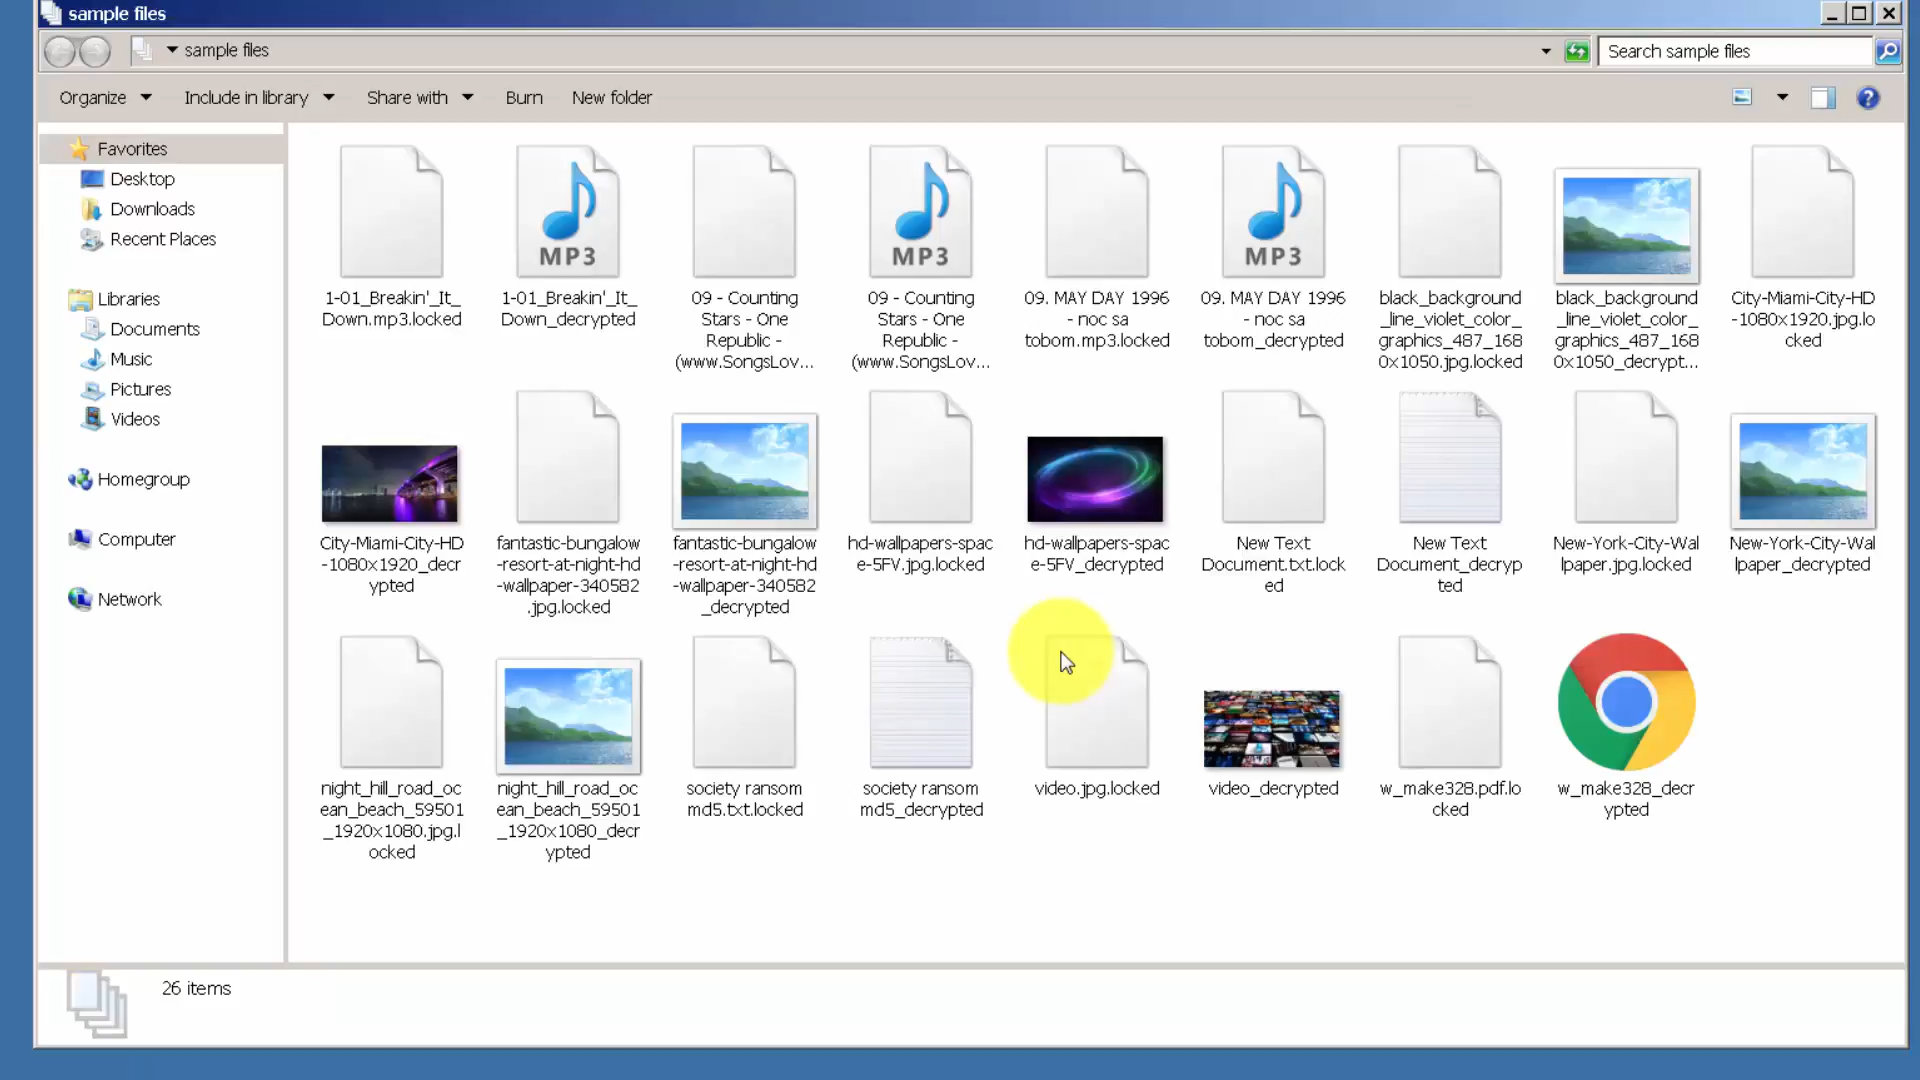 sample files
sample files
Search sample files
Organize
Include in library
Share with
Burn
New folder
Favorites
Desktop
Downloads
Recent Places
Libraries
Documents
Music
Pictures
Videos
Homegroup
Computer
Network
1-01_Breakin'_It_
Down.mp3.locked
MP3
1-01_Breakin'_It_
Down_decrypted
09 - Counting
Stars - One
Republic -
(www.SongsLov...
MP3
09 - Counting
Stars - One
Republic -
(www.SongsLov...
09. MAY DAY 1996
- noc sa
tobom.mp3.locked
MP3
09. MAY DAY 1996
- noc sa
tobom_decrypted
black_background
_line_violet_color_
graphics_487_168
0x1050.jpg.locked
black_background
_line_violet_color_
graphics_487_168
0x1050_decrypt...
City-Miami-City-HD
-1080x1920.jpg.lo
cked
City-Miami-City-HD
-1080x1920_decr
ypted
fantastic-bungalow
-resort-at-night-hd
-wallpaper-340582
.jpg.locked
fantastic-bungalow
-resort-at-night-hd
-wallpaper-340582
_decrypted
hd-wallpapers-spac
e-5FV.jpg.locked
hd-wallpapers-spac
e-5FV_decrypted
New Text
Document.txt.lock
ed
New Text
Document_decryp
ted
New-York-City-Wal
lpaper.jpg.locked
New-York-City-Wal
lpaper_decrypted
night_hill_road_oc
ean_beach_59501
_1920x1080.jpg.l
ocked
night_hill_road_oc
ean_beach_59501
_1920x1080_decr
ypted
society ransom
md5.txt.locked
society ransom
md5_decrypted
video.jpg.locked
video_decrypted
w_make328.pdf.lo
cked
w_make328_decr
ypted
26 items